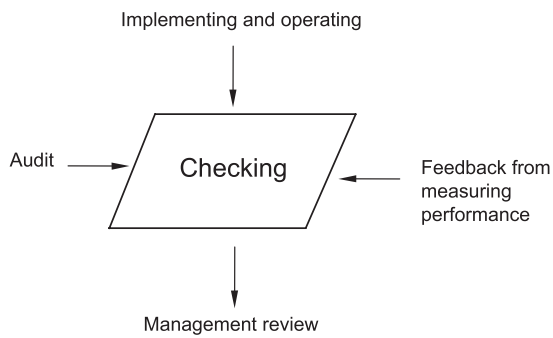 Implementing and operating
Audit
Checking
Feedback from
measuring
performance
Management review